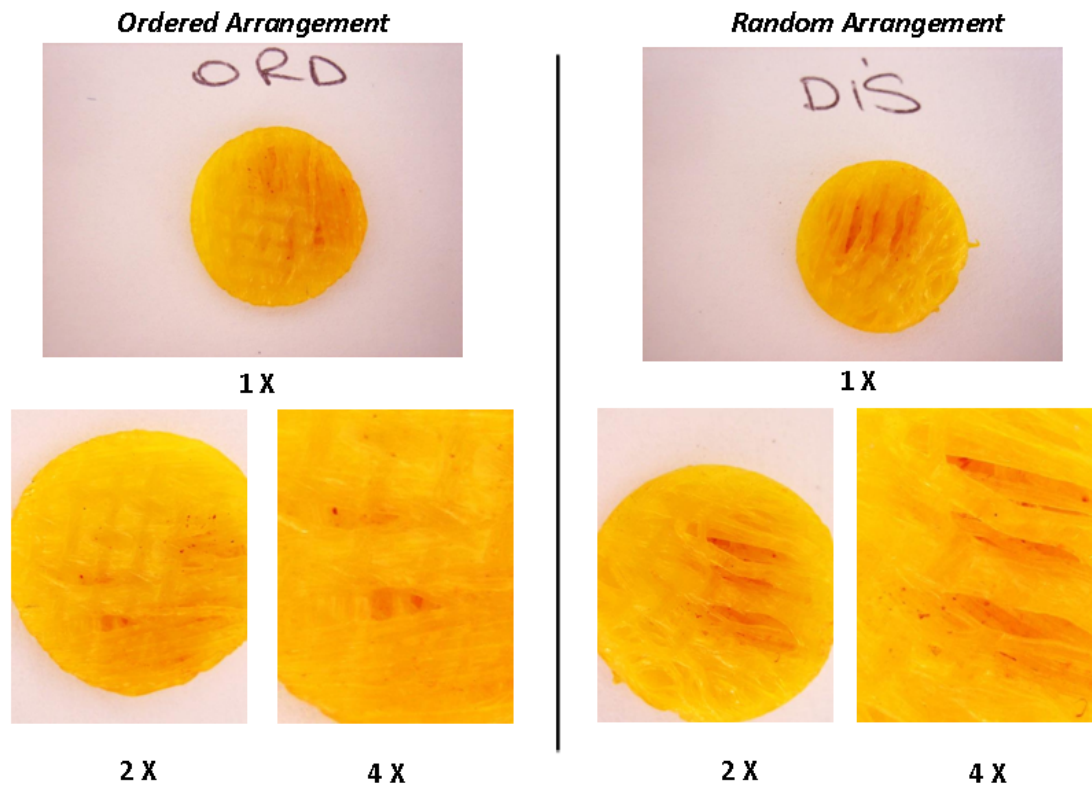 Ordered Arrangement
ORD
1 X
2 X
4 X
Random Arrangement
DiS
1 X
2 X
4 X